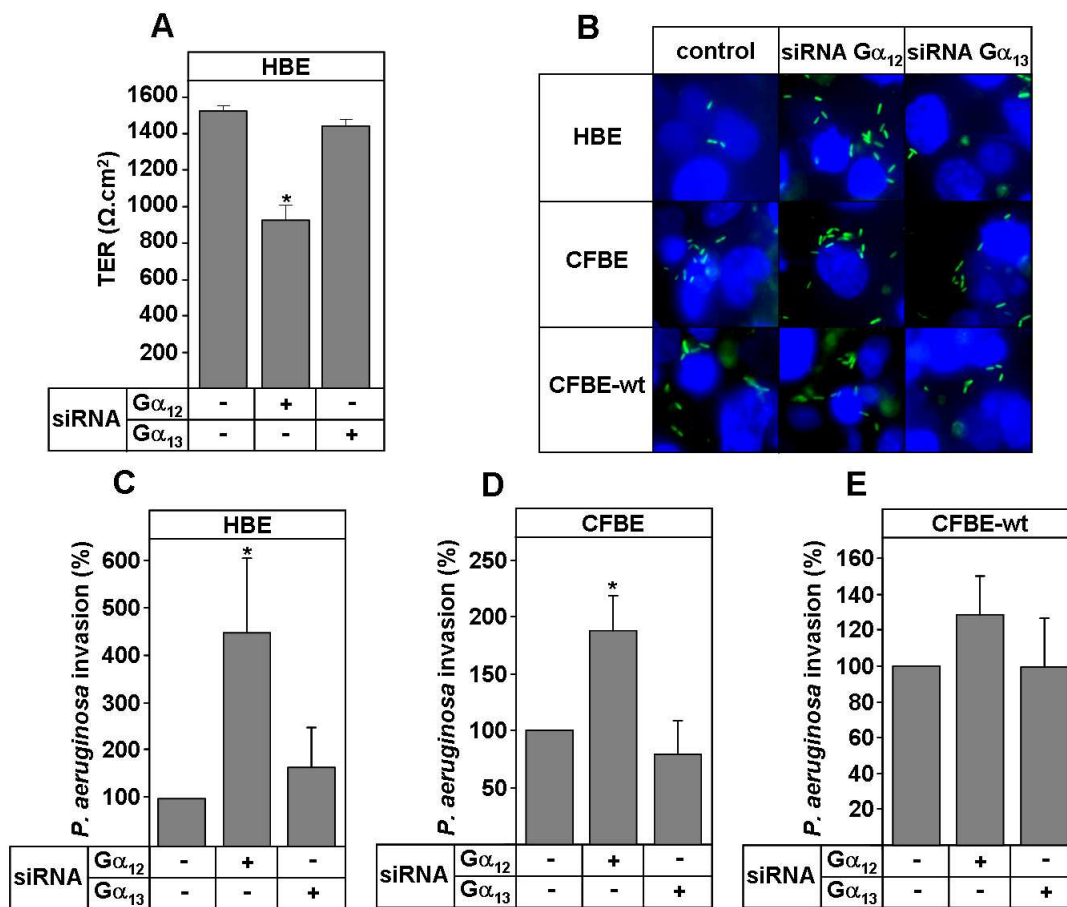 A
HBE
TER (Ω.cm²)
1600
1400
1200
1000
800
600
400
200
*
siRNA
Gα₁₂ - + -
Gα₁₃ - - +
B
control siRNA Gα₁₂ siRNA Gα₁₃
HBE
CFBE
CFBE-wt
C
HBE
P. aeruginosa invasion (%)
600
500
400
300
200
100
*
siRNA
Gα₁₂ - + -
Gα₁₃ - - +
D
CFBE
P. aeruginosa invasion (%)
250
200
150
100
50
*
siRNA
Gα₁₂ - + -
Gα₁₃ - - +
E
CFBE-wt
P. aeruginosa invasion (%)
160
140
120
100
80
60
40
20
siRNA
Gα₁₂ - + -
Gα₁₃ - - +